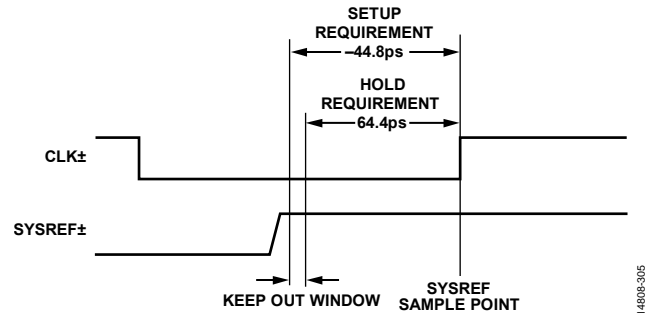 SETUP
REQUIREMENT
–44.8ps
HOLD
REQUIREMENT
64.4ps
CLK±
SYSREF±
KEEP OUT WINDOW
SYSREF
SAMPLE POINT
14808-305